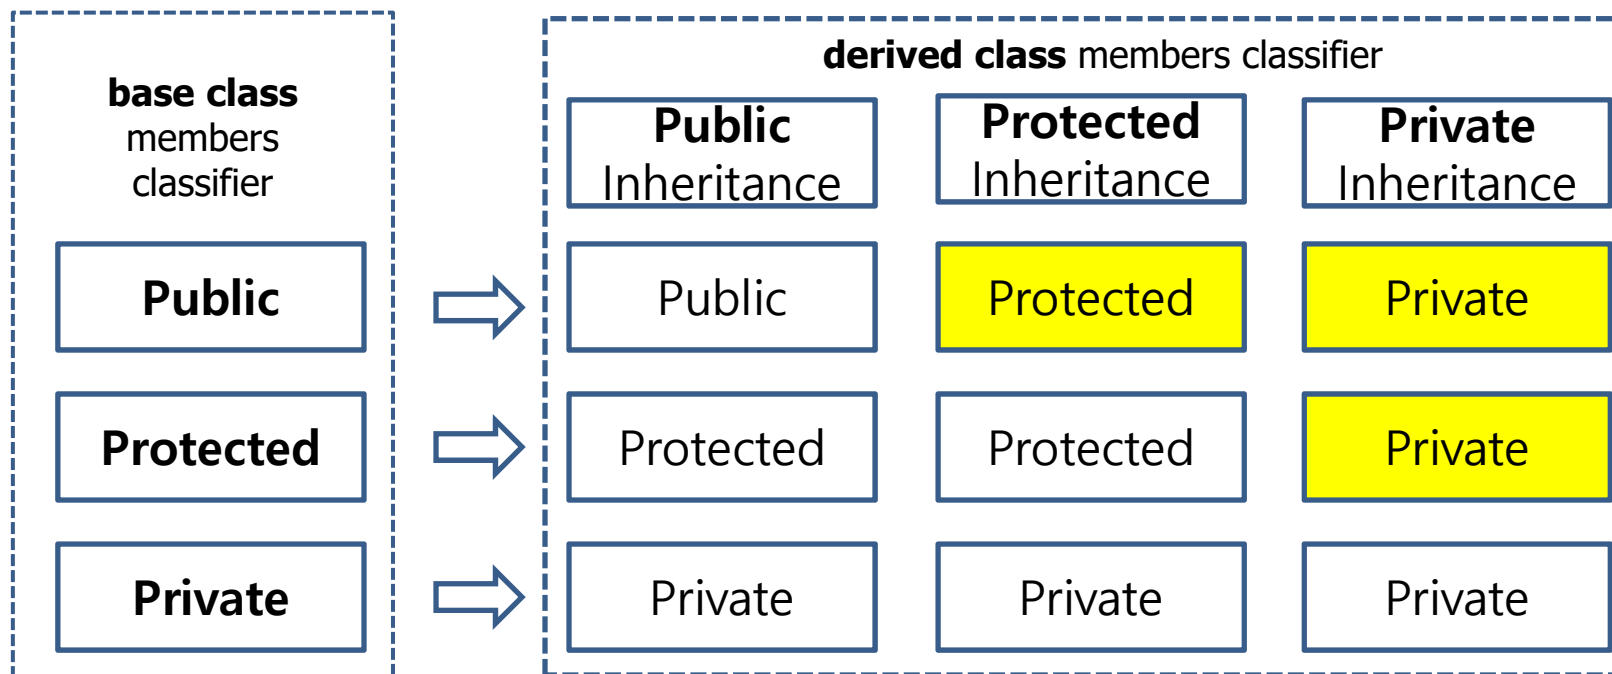 base class
members
classifier
derived class members classifier
Public
Inheritance
Protected
Inheritance
Private
Inheritance
Public
Public
Protected
Private
Protected
Protected
Protected
Private
Private
Private
Private
Private